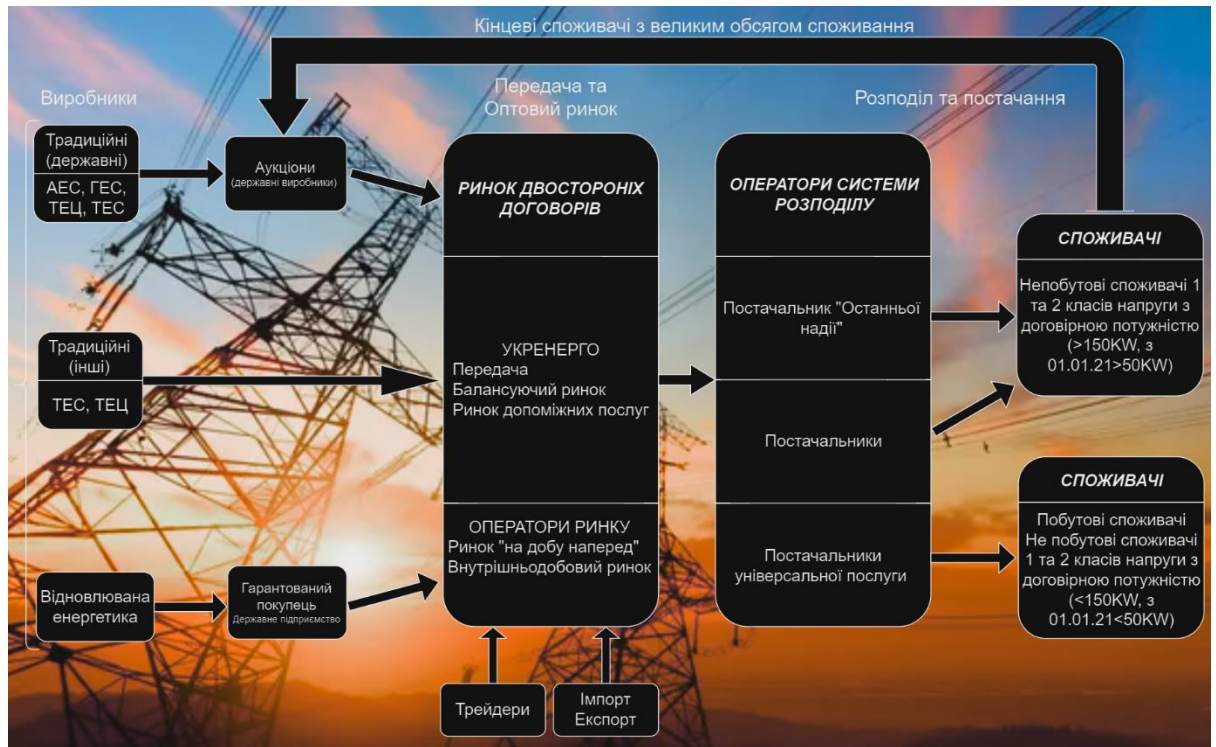 Кінцеві споживачі з великим обсягом споживання
Виробники
Передача та
Оптовий ринок
Розподіл та постачання
Традиційні
(державні)
АЕС, ГЕС,
ТЕЦ, ТЕС
Аукціони
(державні виробники)
Традиційні
(інші)
ТЕС, ТЕЦ
Відновлювана
енергетика
Гарантований
покупець
Державне підприємство
РИНОК ДВОСТОРОНІХ
ДОГОВОРІВ
УКРЕНЕРГО
Передача
Балансуючий ринок
Ринок допоміжних послуг
ОПЕРАТОРИ РИНКУ
Ринок "на добу наперед"
Внутрішньодобовий ринок
Трейдери
Імпорт
Експорт
ОПЕРАТОРИ СИСТЕМИ
РОЗПОДІЛУ
Постачальник "Останньої
надії"
Постачальники
Постачальники
універсальної послуги
СПОЖИВАЧІ
Непобутові споживачі 1
та 2 класів напруги з
договірною потужністю
(>150KW, з
01.01.21>50KW)
СПОЖИВАЧІ
Побутові споживачі
Не побутові споживачі
1 та 2 класів напруги з
договірною потужністю
(<150KW, з
01.01.21<50KW)